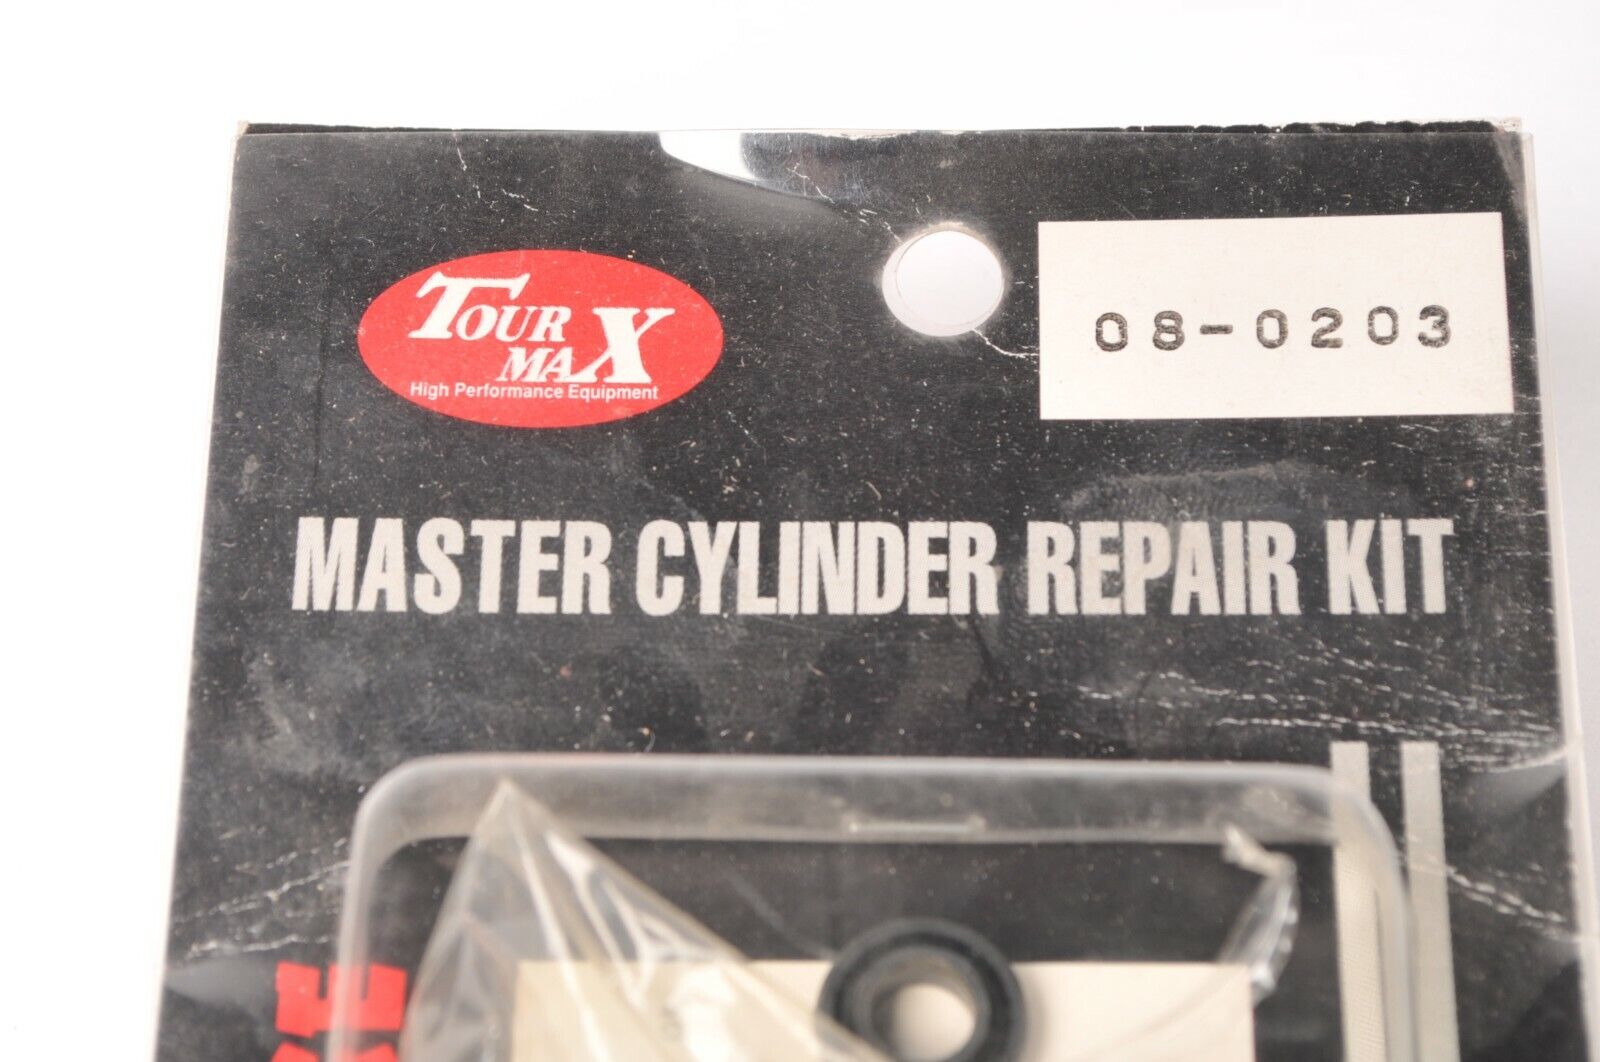 TOUR
MAX
High Performance Equipment
08-0203
MASTER CYLINDER REPAIR KIT